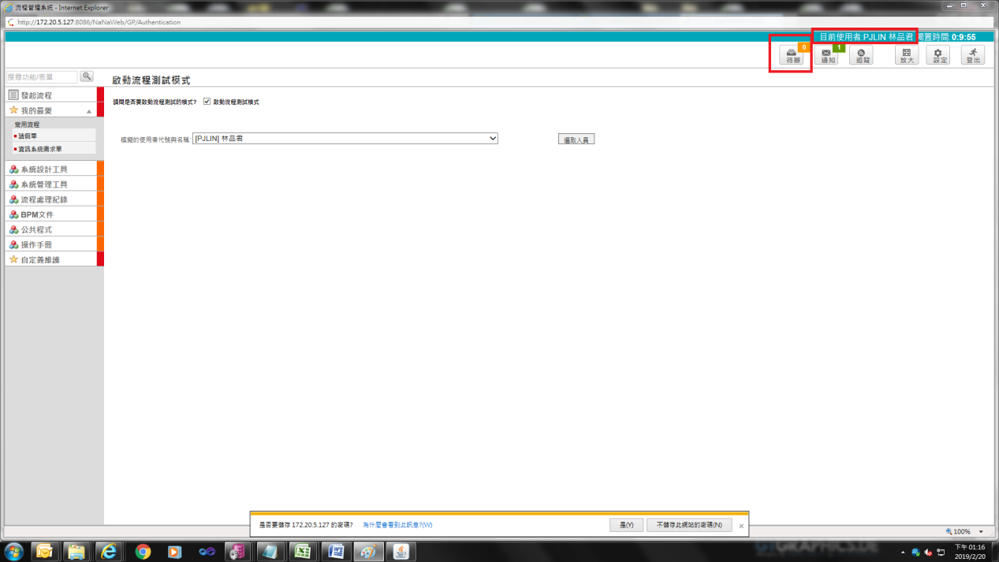 流程管理系統 - Internet Explorer
http://172.20.5.127:8086/NaNaWeb/GP/Authentication
目前使用者:PJLIN 林品君 閒置時間 0:9:55
0
1
待辦
通知
追蹤
放大
設定
登出
搜尋功能/表單
發起流程
我的最愛
常用流程
請假單
資訊系統需求單
系統設計工具
系統管理工具
流程處理紀錄
BPM文件
公共程式
操作手冊
自定義維護
啟動流程測試模式
請問是否要啟動流程測試的模式? 啟動流程測試模式
模擬的使用者代號與名稱: [PJLIN] 林品君
選取人員
是否要儲存 172.20.5.127 的密碼? 為什麼會看到此訊息?(W) 是(Y) 不儲存此網站的密碼(N)
100%
GTGRAPHICS.DE
下午 01:16
2019/2/20